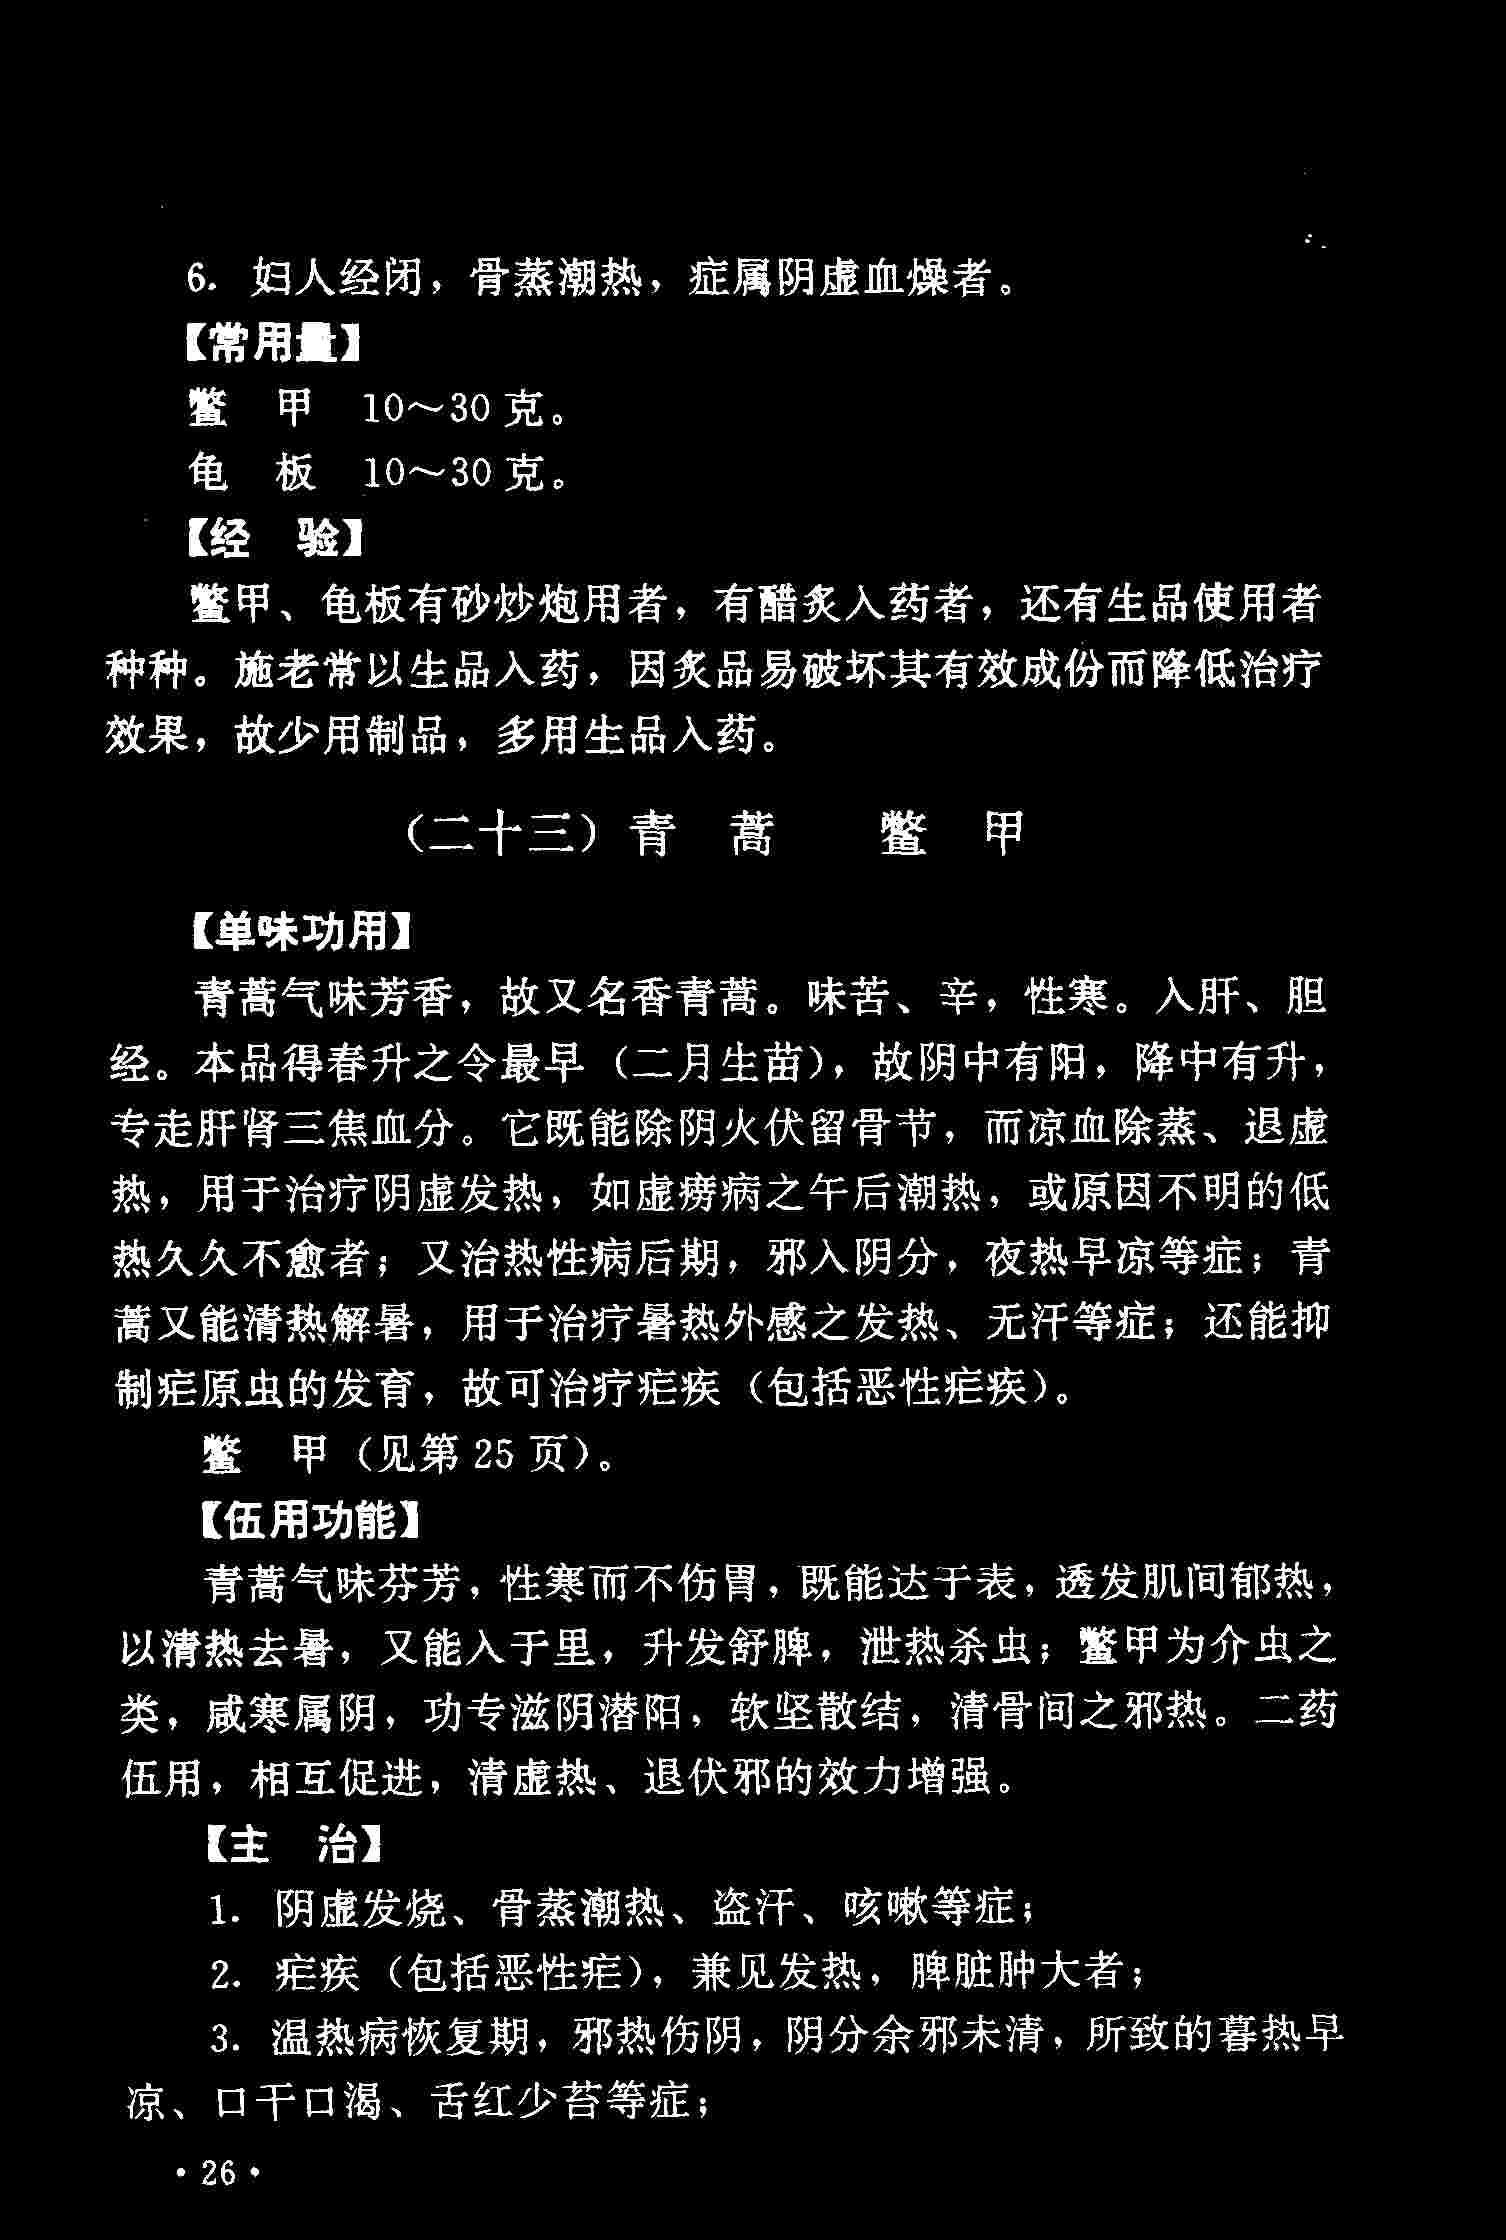 6. 妇人经闭，骨蒸潮热，症属阴虚血燥者。
【常用量】
鳖 甲 10～30 克。
龟 板 10～30 克。
【经 验】
鳖甲、龟板有砂炒炮用者，有醋炙入药者，还有生品使用者
种种。施老常以生品入药，因炙品易破坏其有效成份而降低治疗
效果，故少用制品，多用生品入药。
（二十三）青 蒿 鳖 甲
【单味功用】
青蒿气味芳香，故又名香青蒿。味苦、辛，性寒。入肝、胆
经。本品得春升之令最早（二月生苗），故阴中有阳，降中有升，
专走肝肾三焦血分。它既能除阴火伏留骨节，而凉血除蒸、退虚
热，用于治疗阴虚发热，如虚痨病之午后潮热，或原因不明的低
热久久不愈者；又治热性病后期，邪入阴分，夜热早凉等症；青
蒿又能清热解暑，用于治疗暑热外感之发热、无汗等症；还能抑
制疟原虫的发育，故可治疗疟疾（包括恶性疟疾）。
鳖 甲（见第 25 页）。
【伍用功能】
青蒿气味芬芳，性寒而不伤胃，既能达于表，透发肌间郁热，
以清热去暑，又能入于里，升发舒脾，泄热杀虫；鳖甲为介虫之
类，咸寒属阴，功专滋阴潜阳，软坚散结，清骨间之邪热。二药
伍用，相互促进，清虚热、退伏邪的效力增强。
【主 治】
1. 阴虚发烧、骨蒸潮热、盗汗、咳嗽等症；
2. 疟疾（包括恶性疟），兼见发热，脾脏肿大者；
3. 温热病恢复期，邪热伤阴，阴分余邪未清，所致的暮热早
凉、口干口渴、舌红少苔等症；
·26·